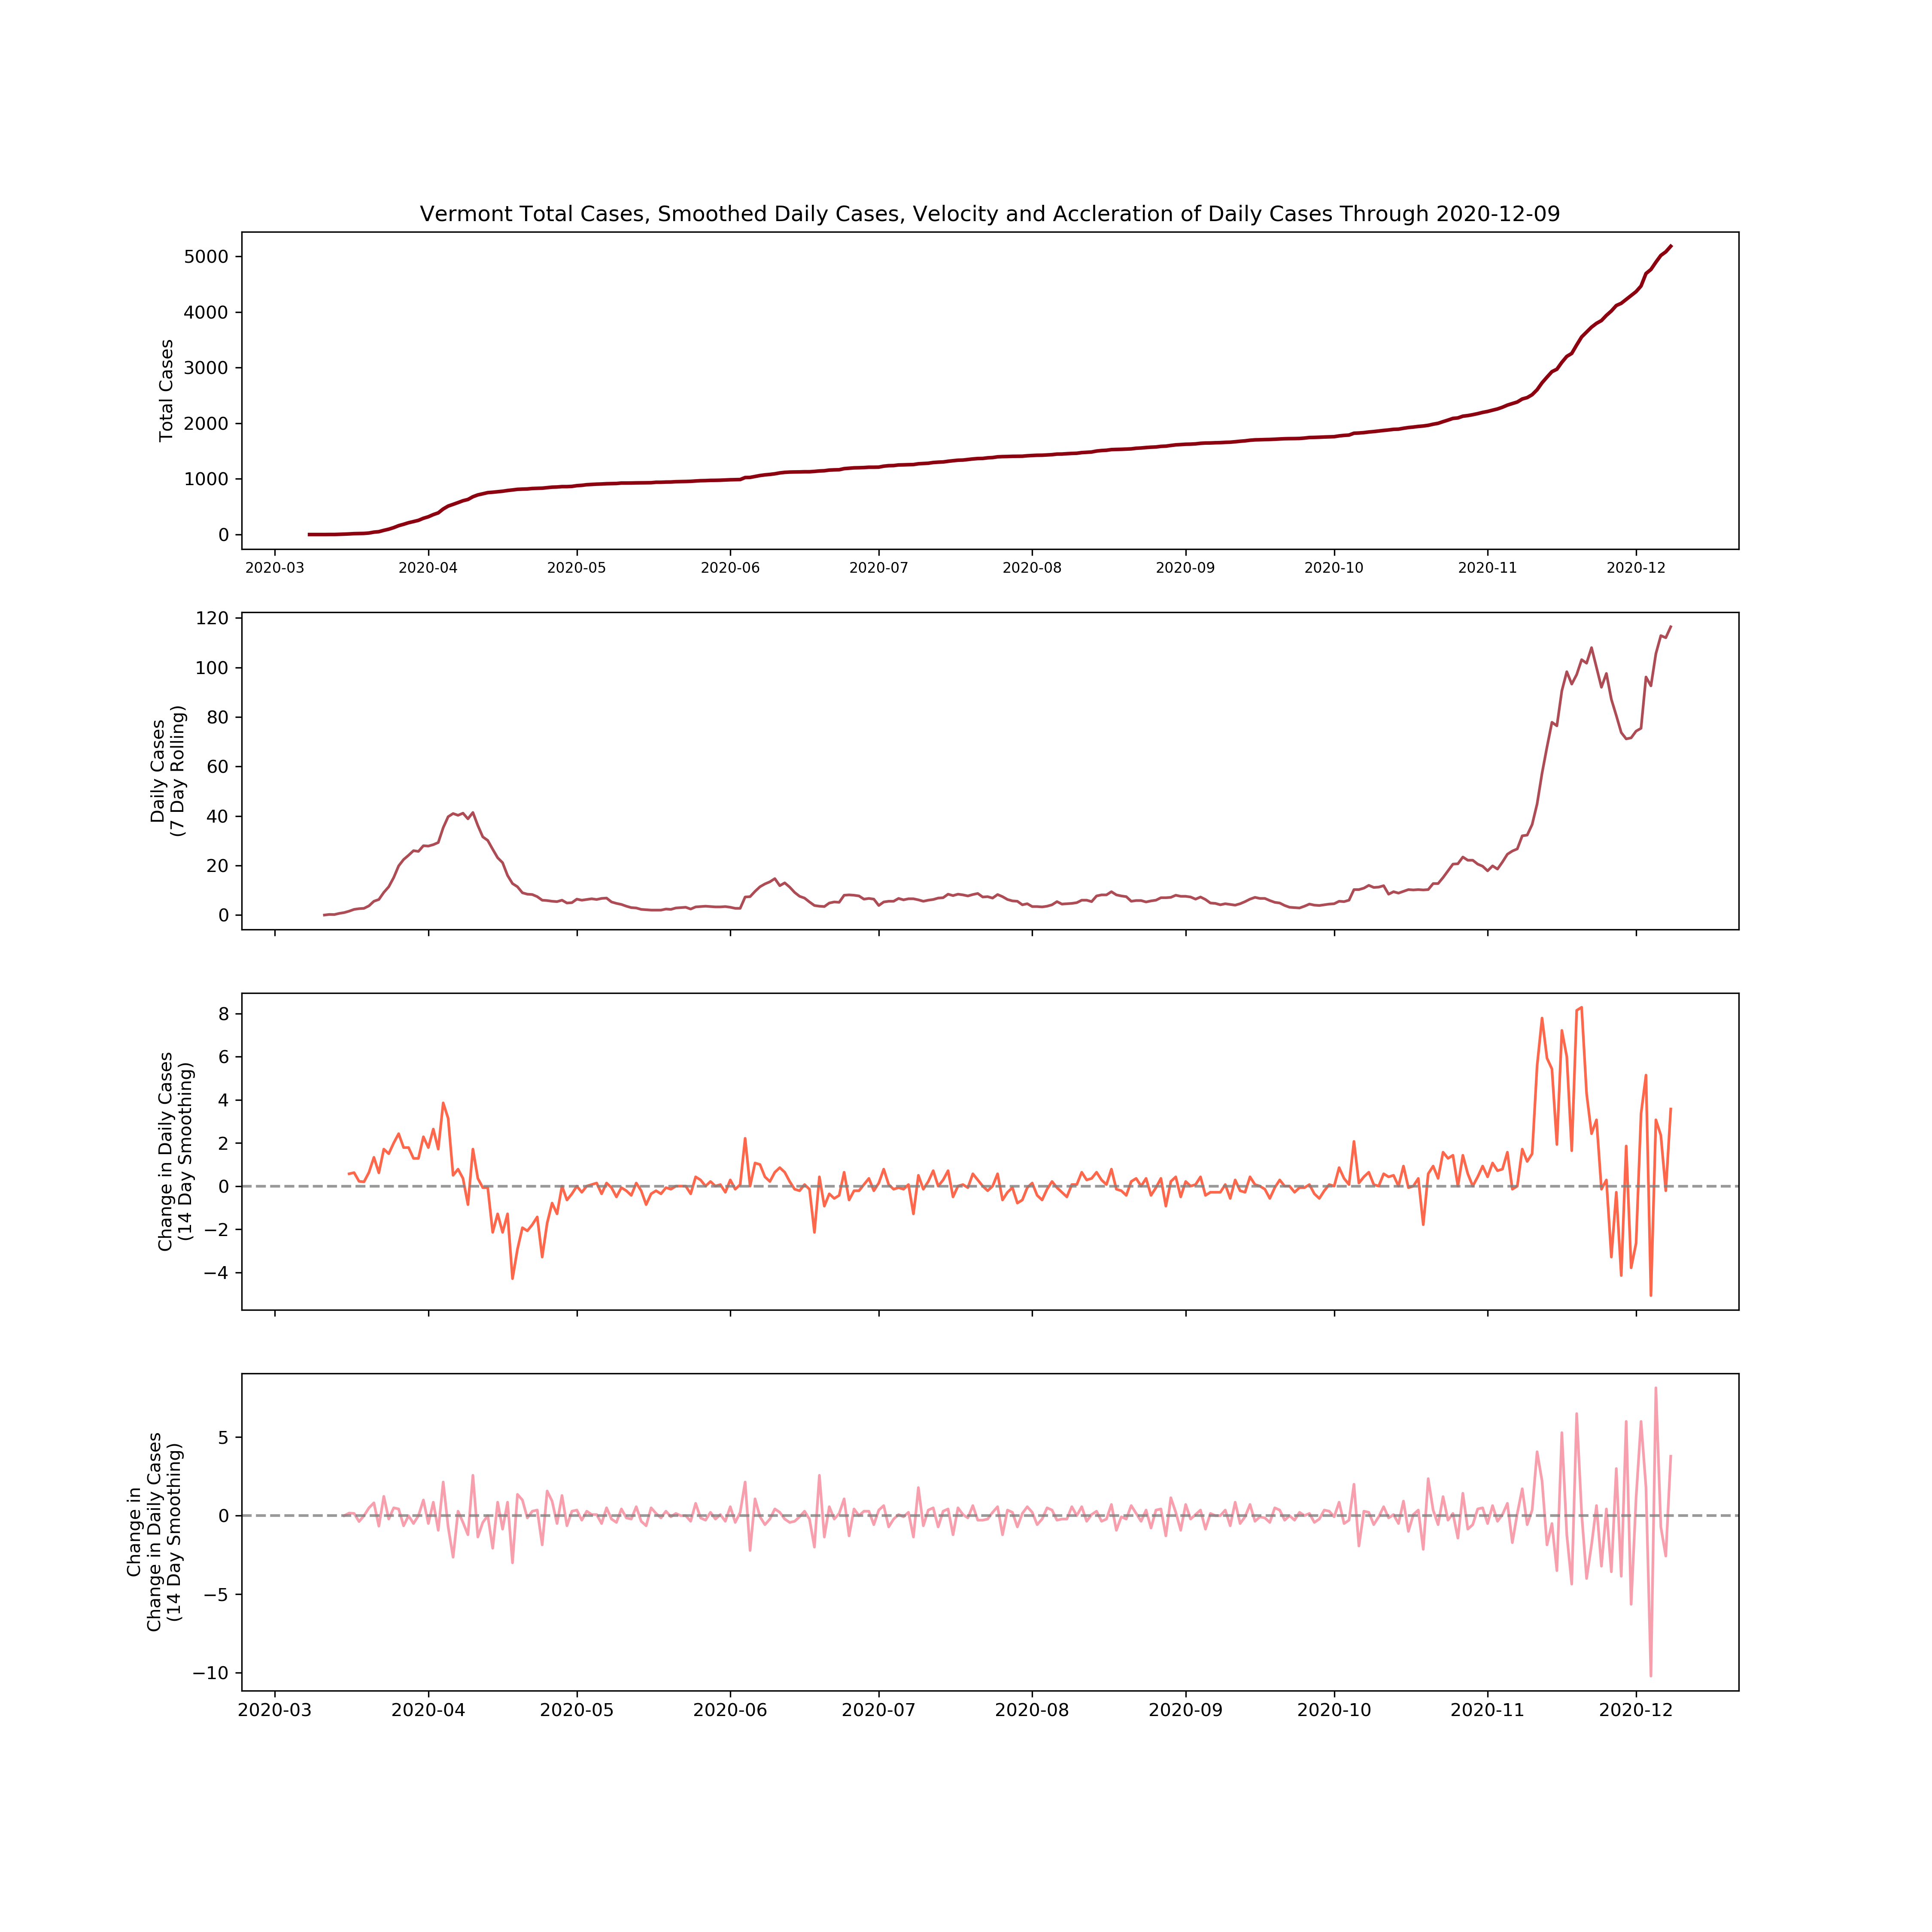 Vermont Total Cases, Smoothed Daily Cases, Velocity and Accleration of Daily Cases Through 2020-12-09
Total Cases
5000
4000
3000
2000
1000
0
2020-03 2020-04 2020-05 2020-06 2020-07 2020-08 2020-09 2020-10 2020-11 2020-12
Daily Cases
(7 Day Rolling)
120
100
80
60
40
20
0
Change in Daily Cases
(14 Day Smoothing)
8
6
4
2
0
−2
−4
Change in
Change in Daily Cases
(14 Day Smoothing)
5
0
−5
−10
2020-03 2020-04 2020-05 2020-06 2020-07 2020-08 2020-09 2020-10 2020-11 2020-12